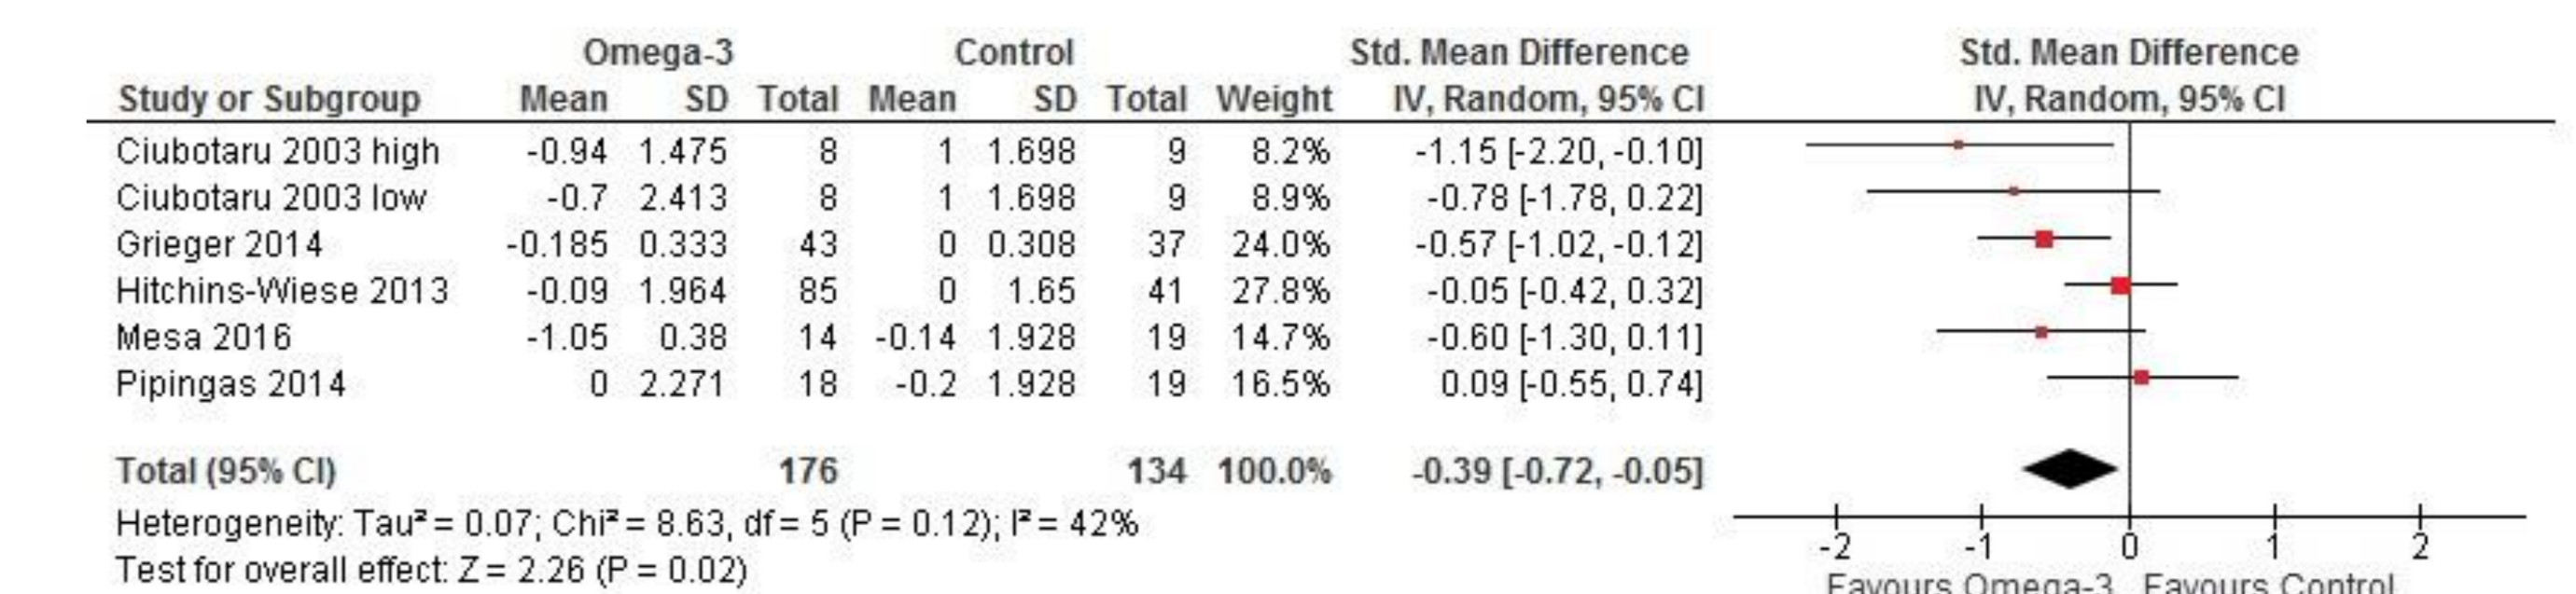 Omega-3 Control Std. Mean Difference Std. Mean Difference
Study or Subgroup Mean SD Total Mean SD Total Weight IV, Random, 95% CI IV, Random, 95% CI
Ciubotaru 2003 high -0.94 1.475 8 1 1.698 9 8.2% -1.15 [-2.20, -0.10]
Ciubotaru 2003 low -0.7 2.413 8 1 1.698 9 8.9% -0.78 [-1.78, 0.22]
Grieger 2014 -0.185 0.333 43 0 0.308 37 24.0% -0.57 [-1.02, -0.12]
Hitchins-Wiese 2013 -0.09 1.964 85 0 1.65 41 27.8% -0.05 [-0.42, 0.32]
Mesa 2016 -1.05 0.38 14 -0.14 1.928 19 14.7% -0.60 [-1.30, 0.11]
Pipingas 2014 0 2.271 18 -0.2 1.928 19 16.5% 0.09 [-0.55, 0.74]
Total (95% CI) 176 134 100.0% -0.39 [-0.72, -0.05]
Heterogeneity: Tau² = 0.07; Chi² = 8.63, df = 5 (P = 0.12); I² = 42%
Test for overall effect: Z = 2.26 (P = 0.02)
-2 -1 0 1 2
Favours Omega-3 Favours Control